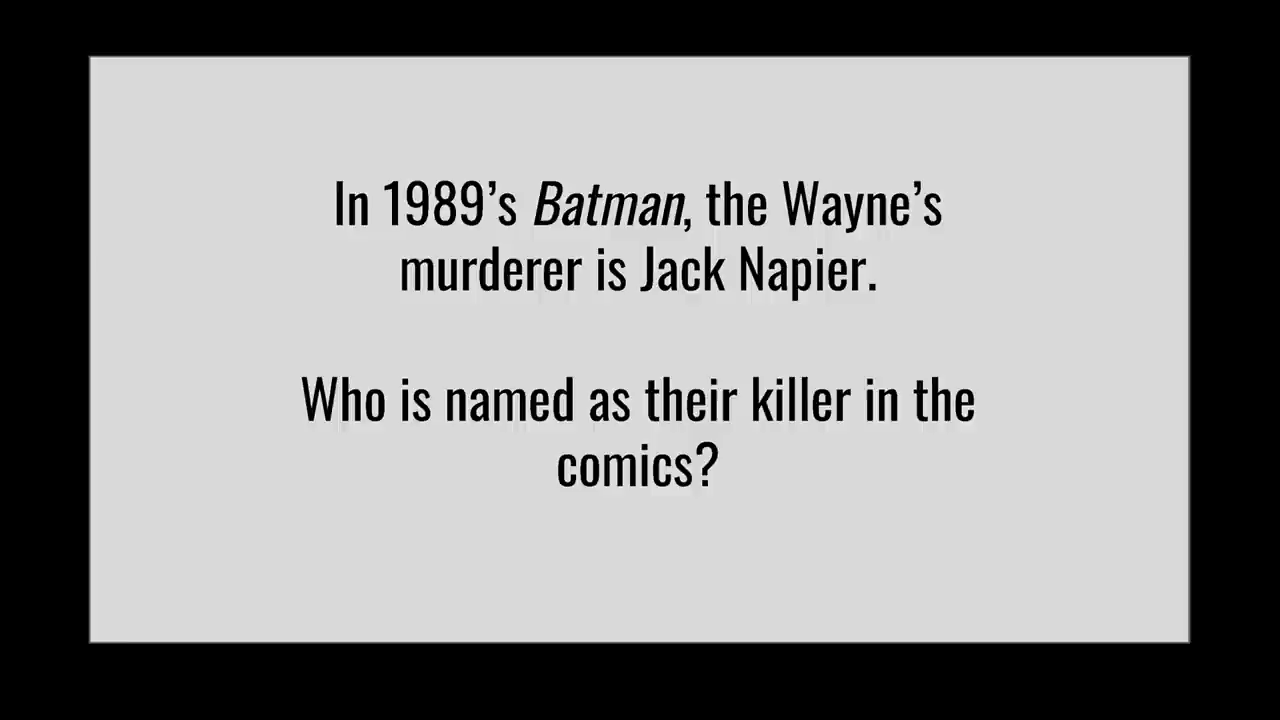 In 1989’s Batman, the Wayne’s
murderer is Jack Napier.
Who is named as their killer in the
comics?